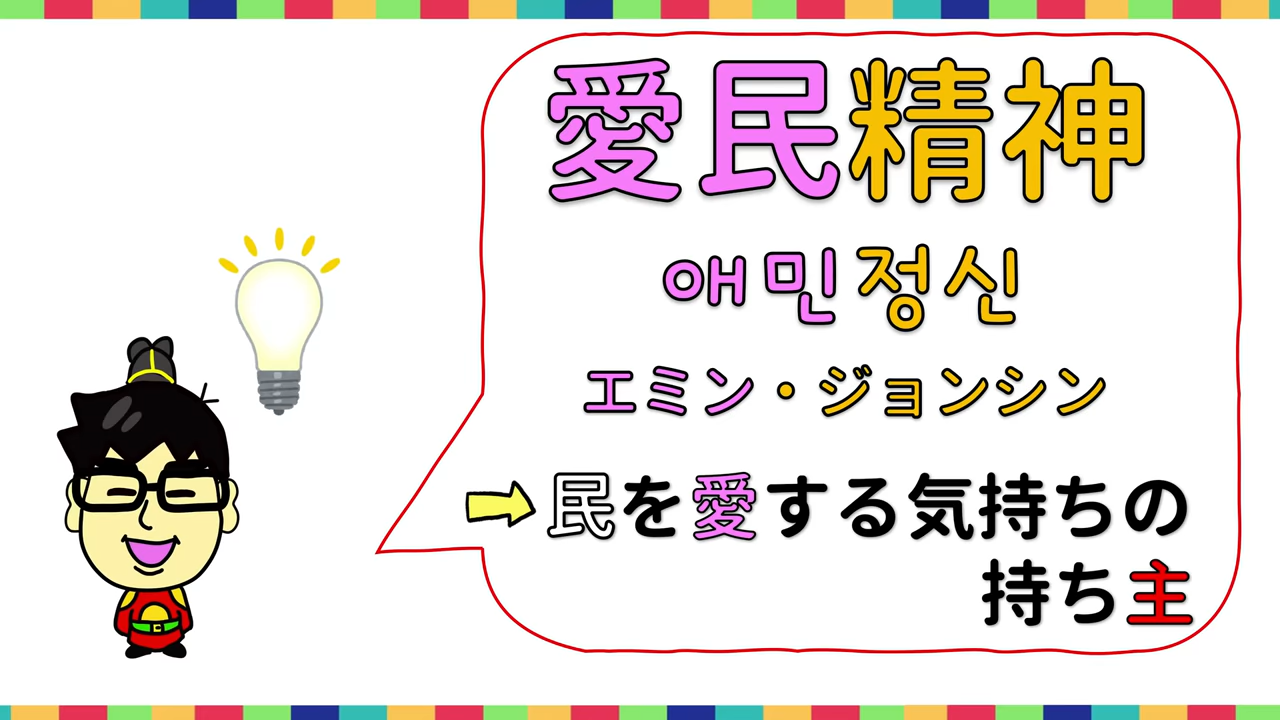 愛民精神
애민정신
エミン・ジョンシン
民を愛する気持ちの
持ち主